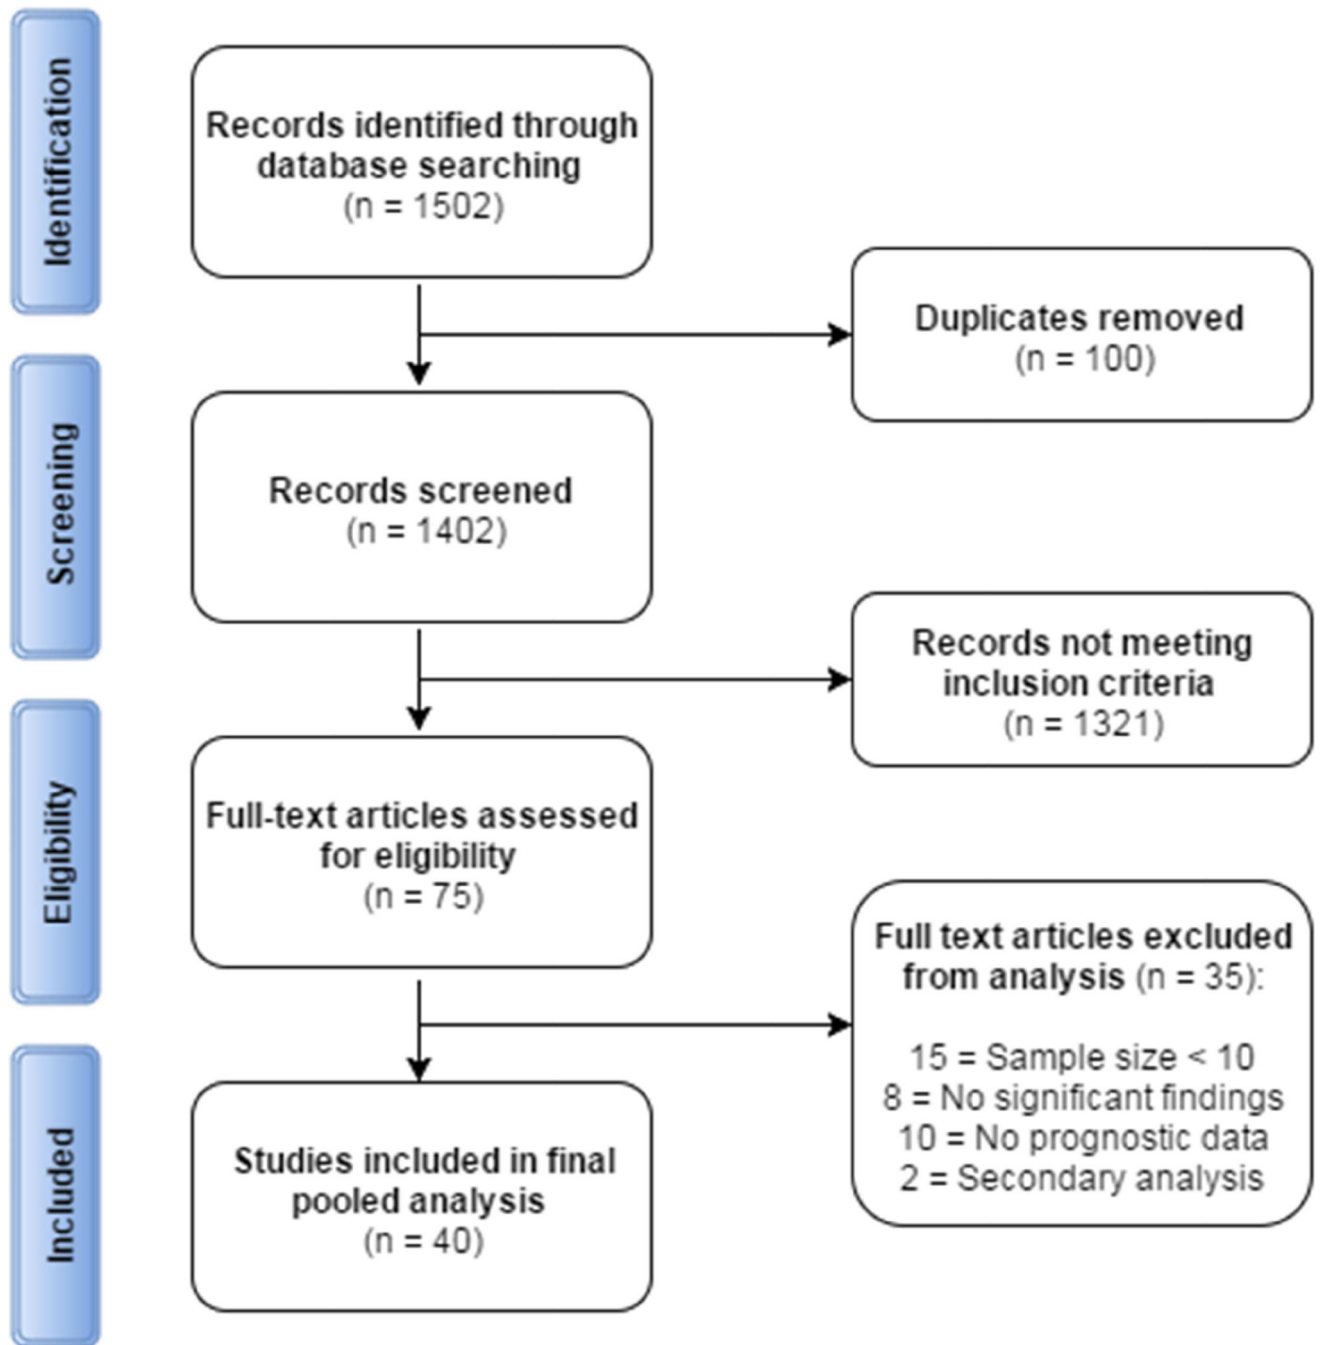 Identification
Records identified through
database searching
(n = 1502)
Duplicates removed
(n = 100)
Screening
Records screened
(n = 1402)
Records not meeting
inclusion criteria
(n = 1321)
Eligibility
Full-text articles assessed
for eligibility
(n = 75)
Full text articles excluded
from analysis (n = 35):
15 = Sample size < 10
8 = No significant findings
10 = No prognostic data
2 = Secondary analysis
Included
Studies included in final
pooled analysis
(n = 40)